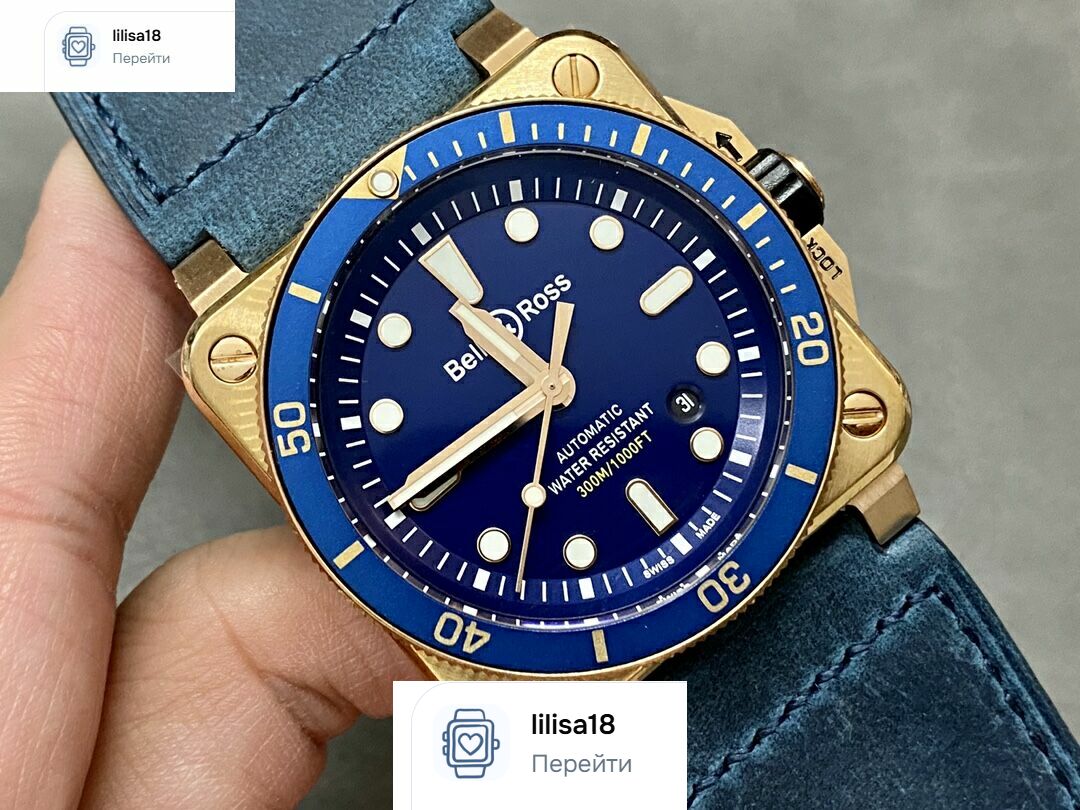 lilisa18
Перейти
LOCK
Bell & Ross
20
31
AUTOMATIC
WATER RESISTANT
300M/1000FT
50
SWISS
MADE
30
40
lilisa18
Перейти